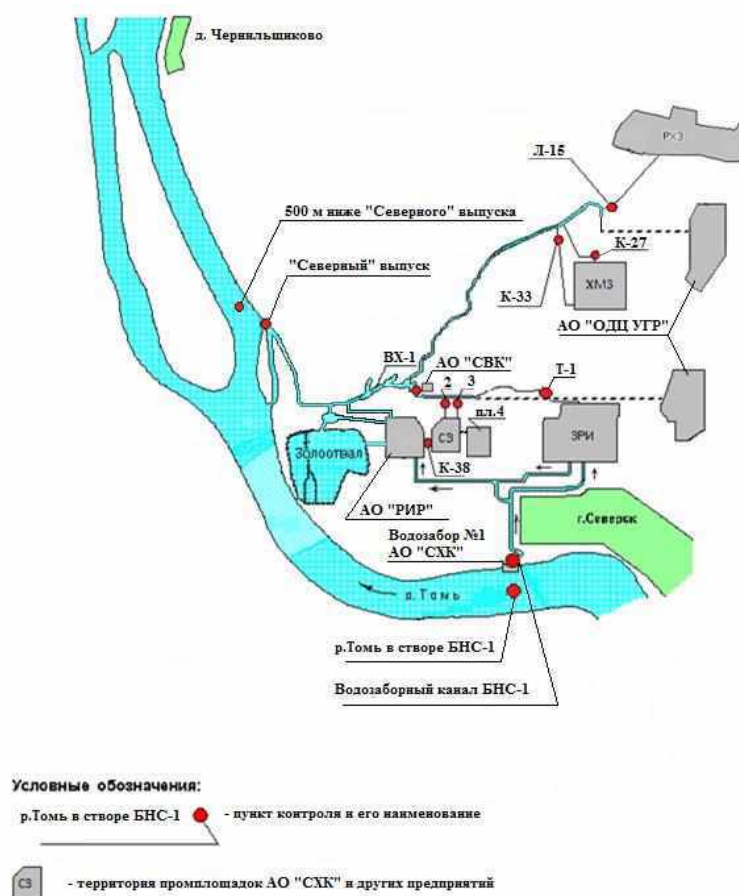 д. Чернильщиково
РХЗ
Л-15
500 м ниже "Северного" выпуска
К-27
"Северный" выпуск
К-33
ХМЗ
АО "ОДЦ УГР"
ВХ-1
АО "СВК"
Т-1
2
3
пл.4
СЗ
ЗРИ
Золоотвал
К-38
АО "РИР"
г.Северск
Водозабор №1
АО "СХК"
р.Томь
р.Томь в створе БНС-1
Водозаборный канал БНС-1
Условные обозначения:
р.Томь в створе БНС-1
- пункт контроля и его наименование
СЗ
- территория промплощадок АО "СХК" и других предприятий